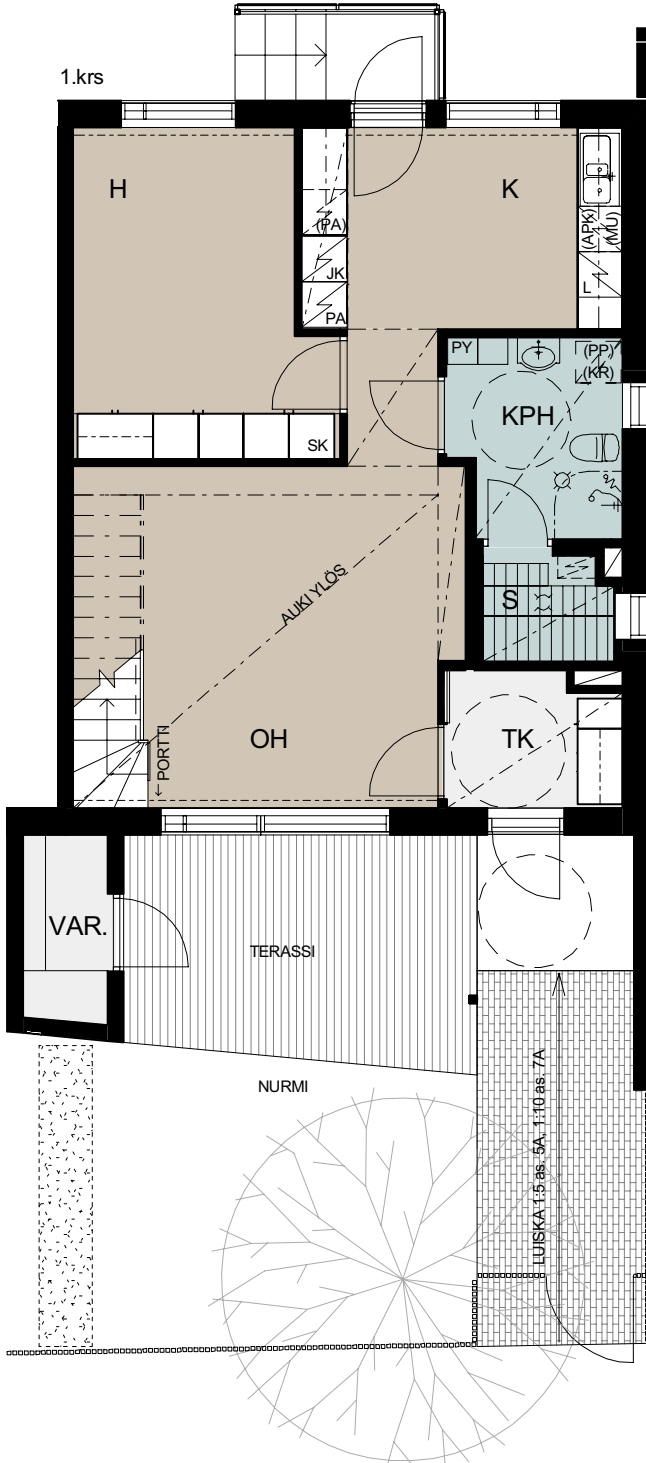 1.krs
H
K
(PA)
(APK)
(MU)
JK
L
PA
PY
(PP)
(KR)
KPH
SK
AUKI YLÖS
S
OH
PORTTI
TK
VAR.
TERASSI
NURMI
LUISKA 1:5 as. 5A, 1:10 as. 7A